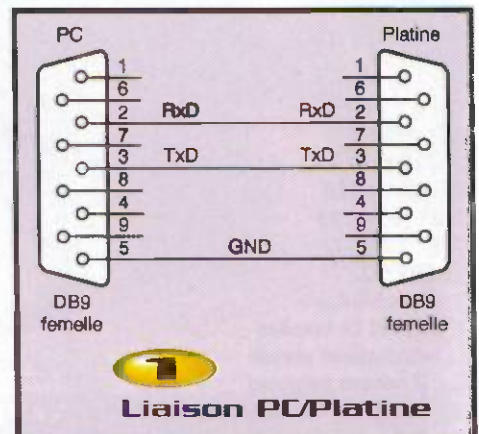 PC Platine
1 1
6 6
2 RxD RxD 2
7 7
3 TxD TxD 3
8 8
4 4
9 9
5 GND 5
DB9 DB9
femelle femelle
1
Liaison PC/Platine